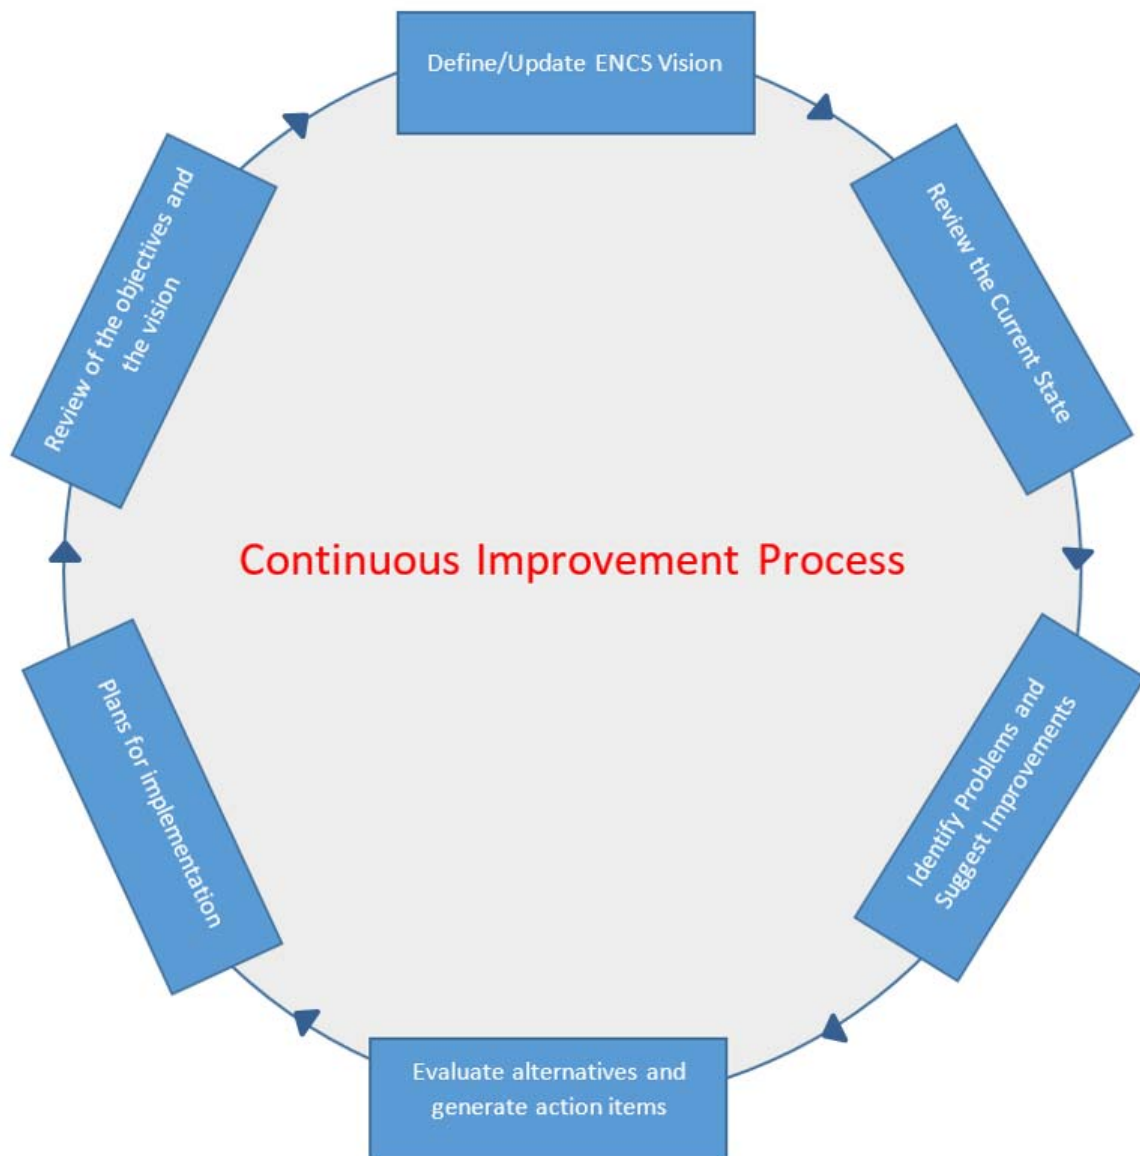 Define/Update ENCS Vision
Review the Current State
Identify Problems and
Suggest Improvements
Evaluate alternatives and
generate action items
Plans for implementation
Review of the objectives and
the vision
Continuous Improvement Process